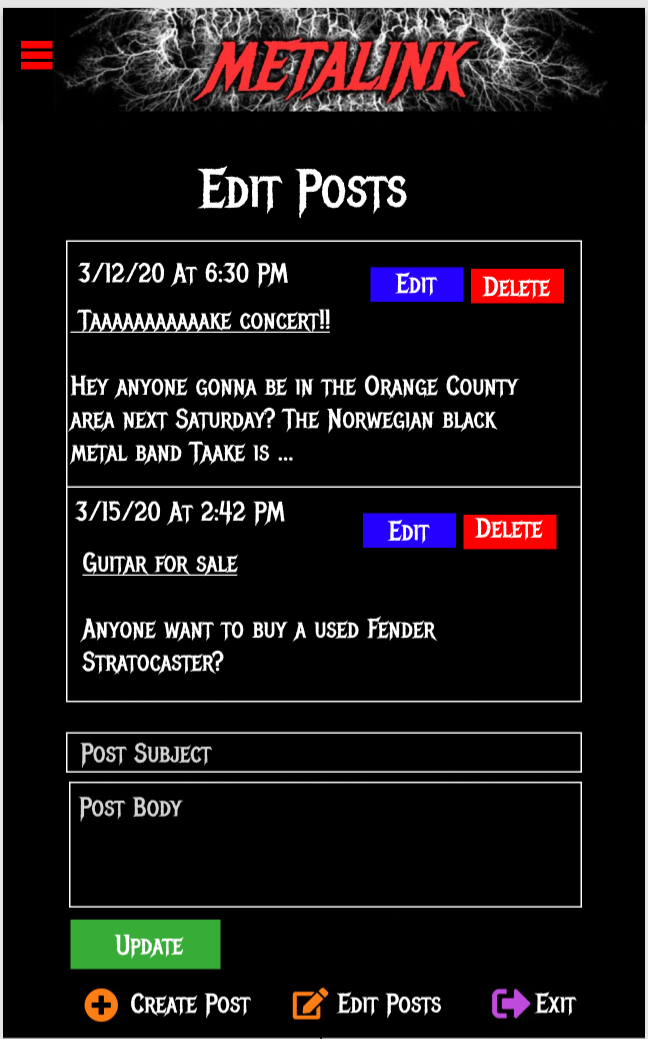 METALINK
Edit Posts
3/12/20 At 6:30 PM
Edit
Delete
Taaaaaaaaaaake concert!!
Hey anyone gonna be in the Orange County
area next Saturday? The Norwegian black
metal band Taake is ...
3/15/20 At 2:42 PM
Edit
Delete
Guitar for sale
Anyone want to buy a used Fender
Stratocaster?
Post Subject
Post Body
Update
Create Post
Edit Posts
Exit